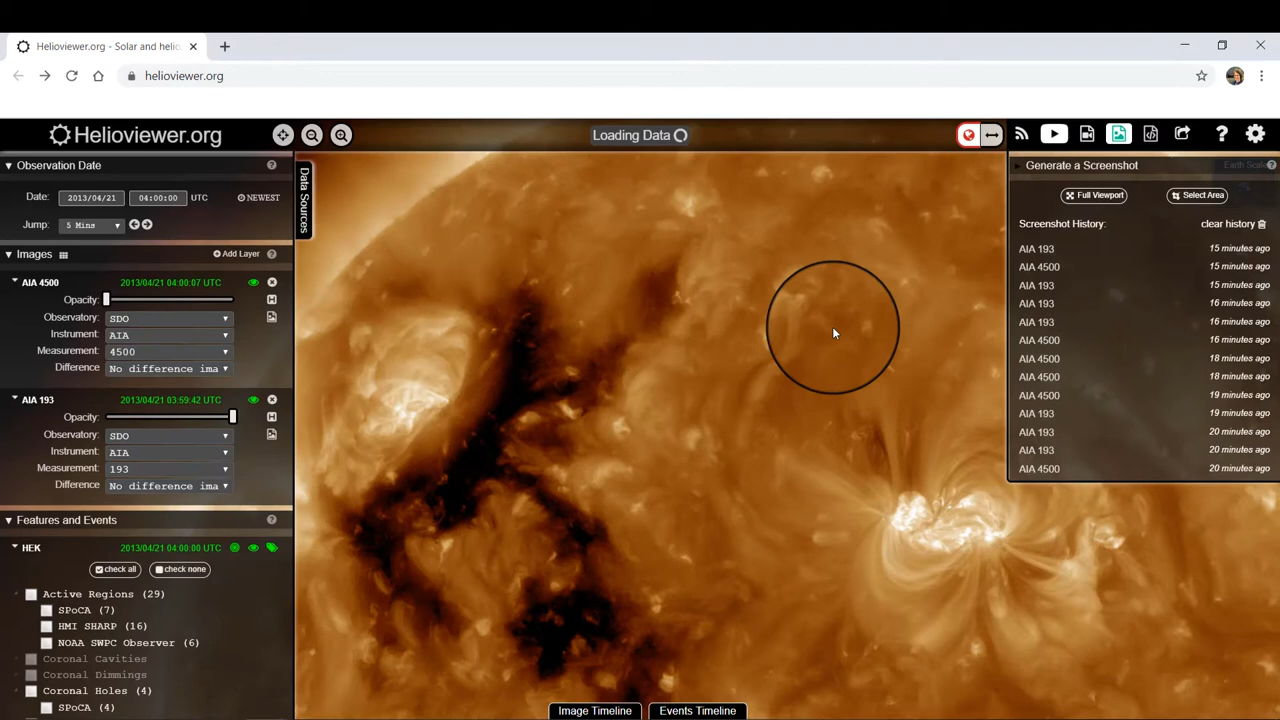 Helioviewer.org - Solar and helio
helioviewer.org
Helioviewer.org
Loading Data
Observation Date
Date: 2013/04/21 04:00:00 UTC NEWEST
Jump: 5 Mins
Images
Add Layer
AIA 4500 2013/04/21 04:00:07 UTC
Opacity:
Observatory: SDO
Instrument: AIA
Measurement: 4500
Difference No difference ima
AIA 193 2013/04/21 03:59:42 UTC
Opacity:
Observatory: SDO
Instrument: AIA
Measurement: 193
Difference No difference ima
Features and Events
HEK 2013/04/21 04:00:00 UTC
check all check none
Active Regions (29)
SPoCA (7)
HMI SHARP (16)
NOAA SWPC Observer (6)
Coronal Cavities
Coronal Dimmings
Coronal Holes (4)
SPoCA (4)
Data Sources
Image Timeline Events Timeline
Generate a Screenshot
Earth Scale
Full Viewport Select Area
Screenshot History: clear history
AIA 193 15 minutes ago
AIA 4500 15 minutes ago
AIA 193 15 minutes ago
AIA 193 16 minutes ago
AIA 193 16 minutes ago
AIA 4500 16 minutes ago
AIA 4500 18 minutes ago
AIA 4500 18 minutes ago
AIA 4500 19 minutes ago
AIA 193 19 minutes ago
AIA 193 20 minutes ago
AIA 193 20 minutes ago
AIA 4500 20 minutes ago